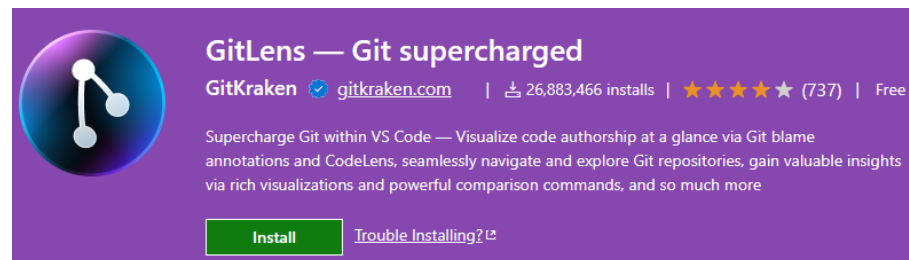 GitLens — Git supercharged
GitKraken gitkraken.com | 26,883,466 installs | (737) | Free
Supercharge Git within VS Code — Visualize code authorship at a glance via Git blame
annotations and CodeLens, seamlessly navigate and explore Git repositories, gain valuable insights
via rich visualizations and powerful comparison commands, and so much more
Install Trouble Installing?